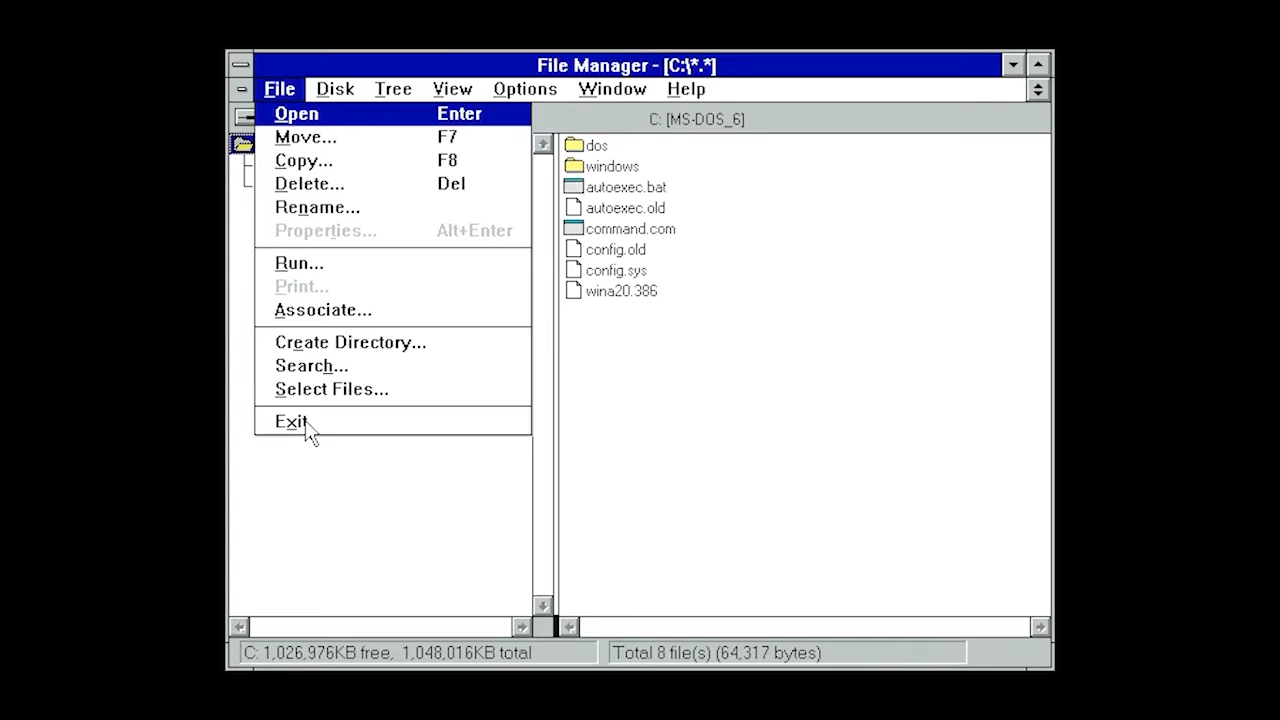 File Manager - [C:\*.*]
File Disk Tree View Options Window Help
Open Enter
Move... F7
Copy... F8
Delete... Del
Rename...
Properties... Alt+Enter
Run...
Print...
Associate...
Create Directory...
Search...
Select Files...
Exit
C: [MS-DOS_6]
dos
windows
autoexec.bat
autoexec.old
command.com
config.old
config.sys
wina20.386
C: 1,026,976KB free, 1,048,016KB total
Total 8 file(s) (64,317 bytes)